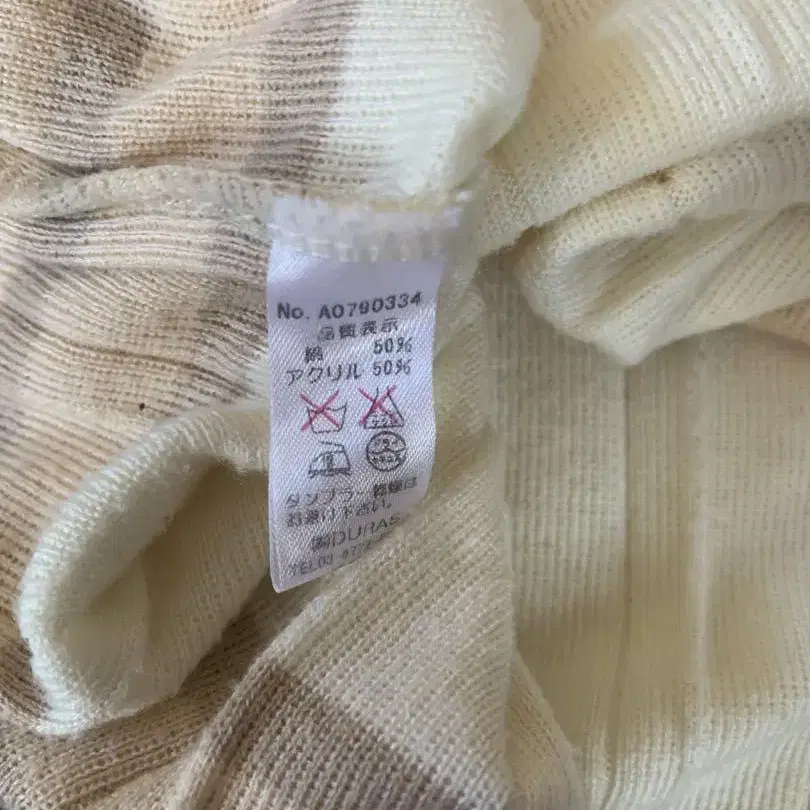 No. A0790334
品質表示
綿 50%
アクリル 50%
タンブラー乾燥は
お避け下さい。
㈱DURAS
TEL03